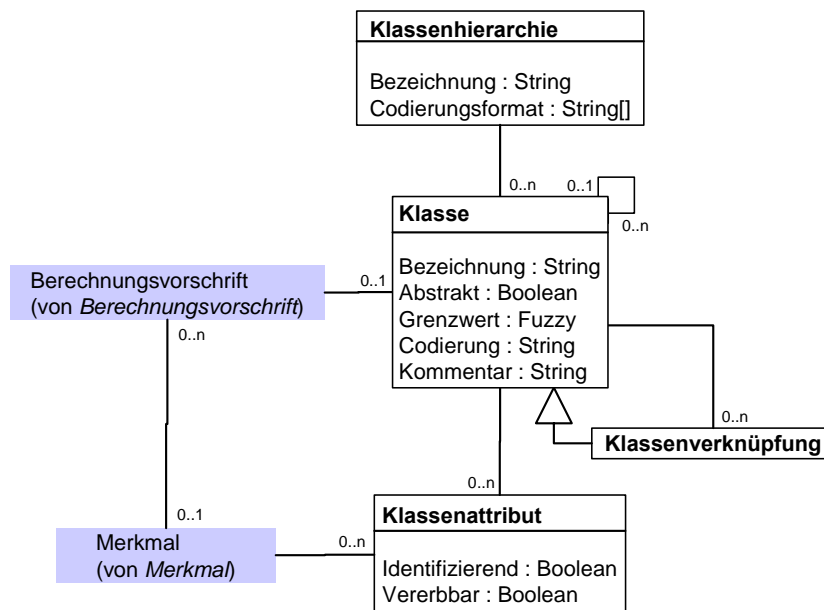 Klassenhierarchie
Bezeichnung : String
Codierungsformat : String[]
0..n
0..1
Klasse
0..n
Bezeichnung : String
Abstrakt : Boolean
Grenzwert : Fuzzy
Codierung : String
Kommentar : String
Berechnungsvorschrift
(von Berechnungsvorschrift)
0..1
0..n
0..n
Klassenverknüpfung
0..n
Klassenattribut
0..1
0..n
Merkmal
(von Merkmal)
Identifizierend : Boolean
Vererbbar : Boolean